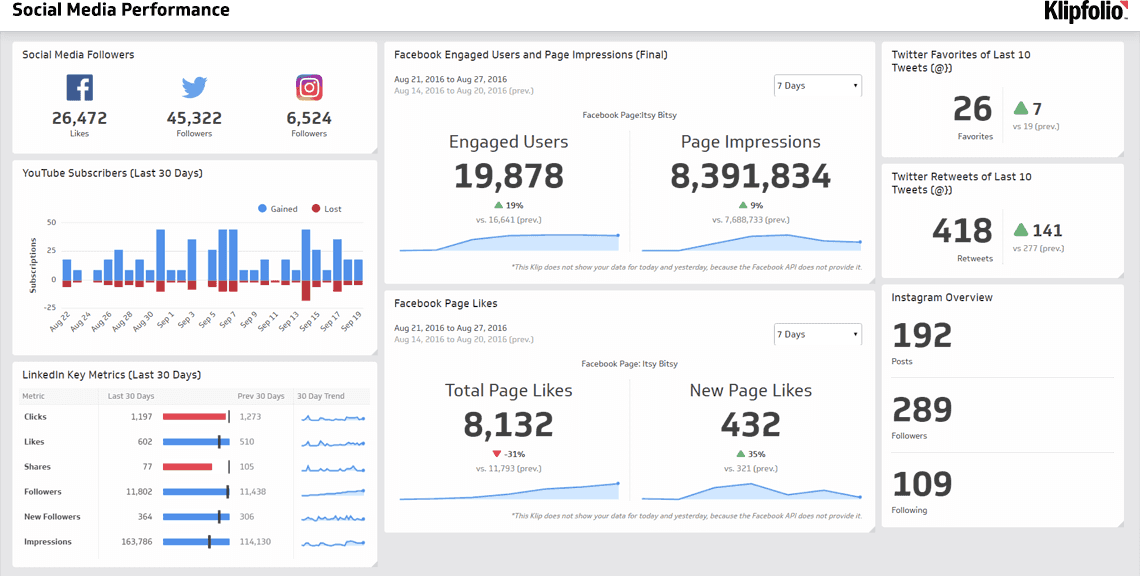 Social Media Performance
Klipfolio
Social Media Followers
26,472
Likes
45,322
Followers
6,524
Followers
YouTube Subscribers (Last 30 Days)
Gained Lost
Subscriptions
50
25
0
-25
Aug 22 Aug 24 Aug 26 Aug 28 Aug 30 Sep 1 Sep 3 Sep 5 Sep 7 Sep 9 Sep 11 Sep 13 Sep 15 Sep 17 Sep 19
LinkedIn Key Metrics (Last 30 Days)
Metric Last 30 Days Prev 30 Days 30 Day Trend
Clicks 1,197 1,273
Likes 602 510
Shares 77 105
Followers 11,802 11,438
New Followers 364 306
Impressions 163,786 114,130
Facebook Engaged Users and Page Impressions (Final)
Aug 21, 2016 to Aug 27, 2016
Aug 14, 2016 to Aug 20, 2016 (prev.)
7 Days
Facebook Page:Itsy Bitsy
Engaged Users
19,878
19%
vs. 16,641 (prev.)
Page Impressions
8,391,834
9%
vs. 7,688,733 (prev.)
*This Klip does not show your data for today and yesterday, because the Facebook API does not provide it.
Facebook Page Likes
Aug 21, 2016 to Aug 27, 2016
Aug 14, 2016 to Aug 20, 2016 (prev.)
7 Days
Facebook Page: Itsy Bitsy
Total Page Likes
8,132
-31%
vs. 11,793 (prev.)
New Page Likes
432
35%
vs. 321 (prev.)
*This Klip does not show your data for today and yesterday, because the Facebook API does not provide it.
Twitter Favorites of Last 10
Tweets (@})
26
Favorites
7
vs 19 (prev.)
Twitter Retweets of Last 10
Tweets (@})
418
Retweets
141
vs 277 (prev.)
Instagram Overview
192
Posts
289
Followers
109
Following